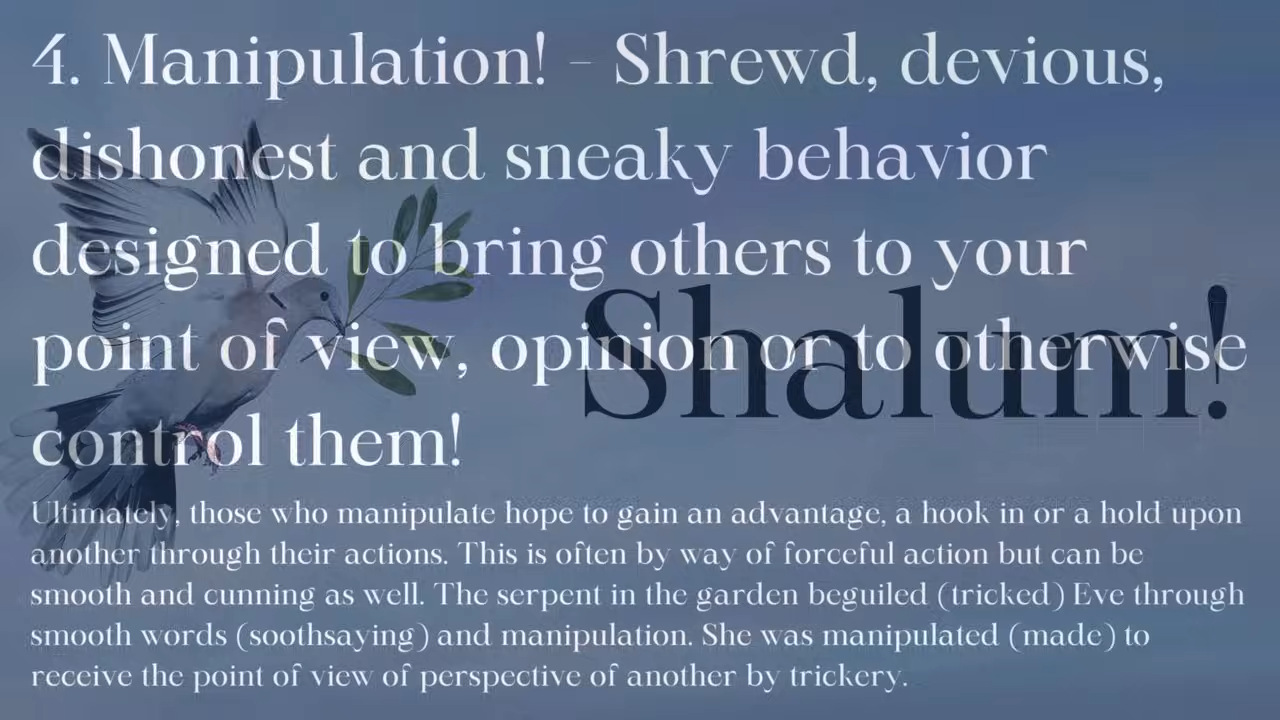 4. Manipulation! - Shrewd, devious,
dishonest and sneaky behavior
designed to bring others to your
point of view, opinion or to otherwise
control them!
Shalum!
Ultimately, those who manipulate hope to gain an advantage, a hook in or a hold upon
another through their actions. This is often by way of forceful action but can be
smooth and cunning as well. The serpent in the garden beguiled (tricked) Eve through
smooth words (soothsaying) and manipulation. She was manipulated (made) to
receive the point of view of perspective of another by trickery.